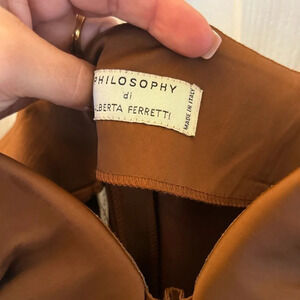 PHILOSOPHY
di
ALBERTA FERRETTI
MADE IN ITALY